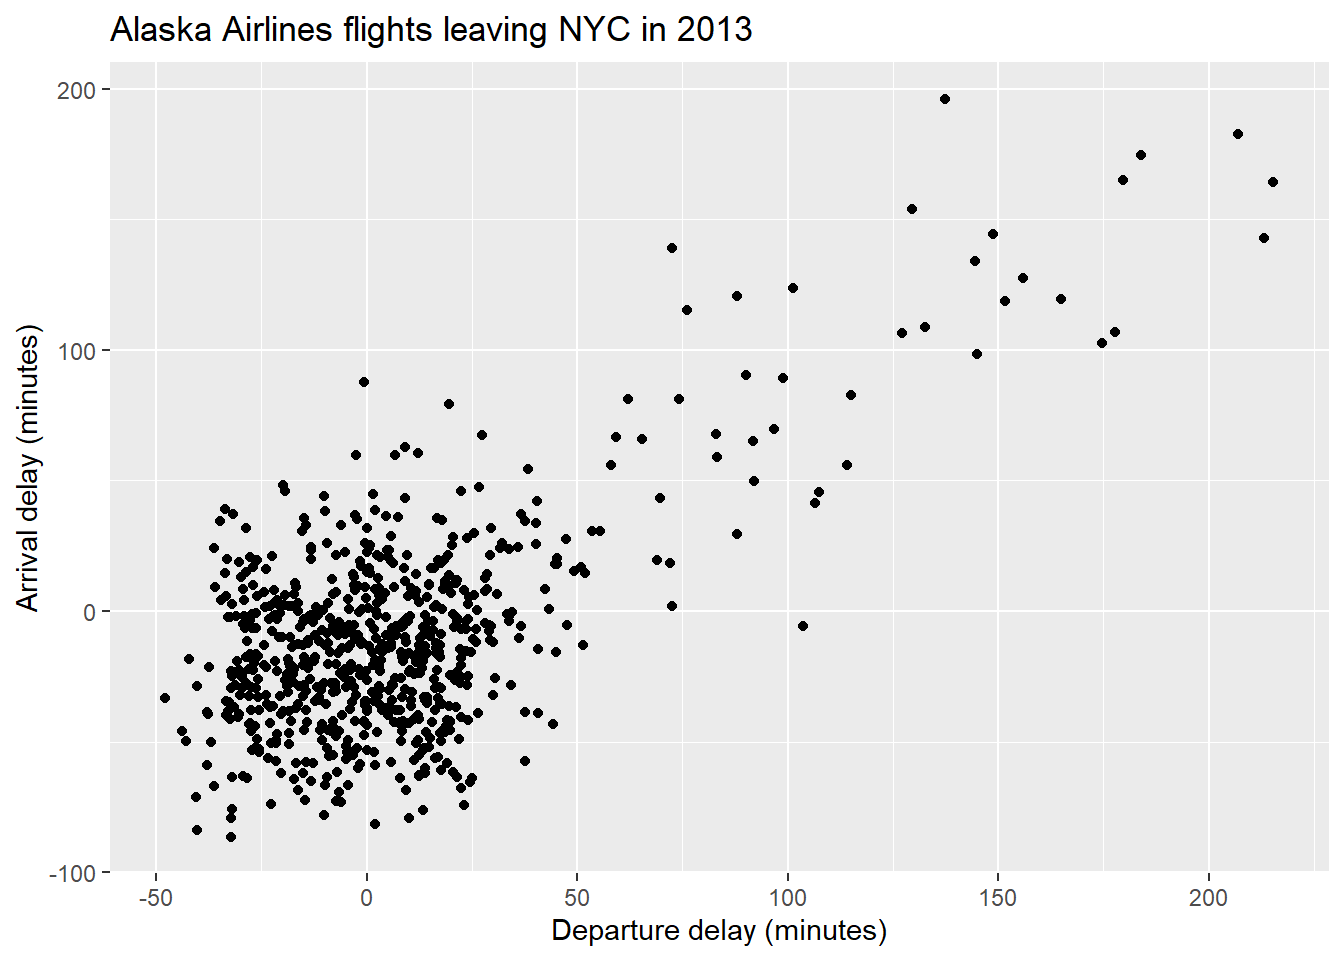 Alaska Airlines flights leaving NYC in 2013
Arrival delay (minutes)
200
100
0
-100
-50 0 50 100 150 200
Departure delay (minutes)